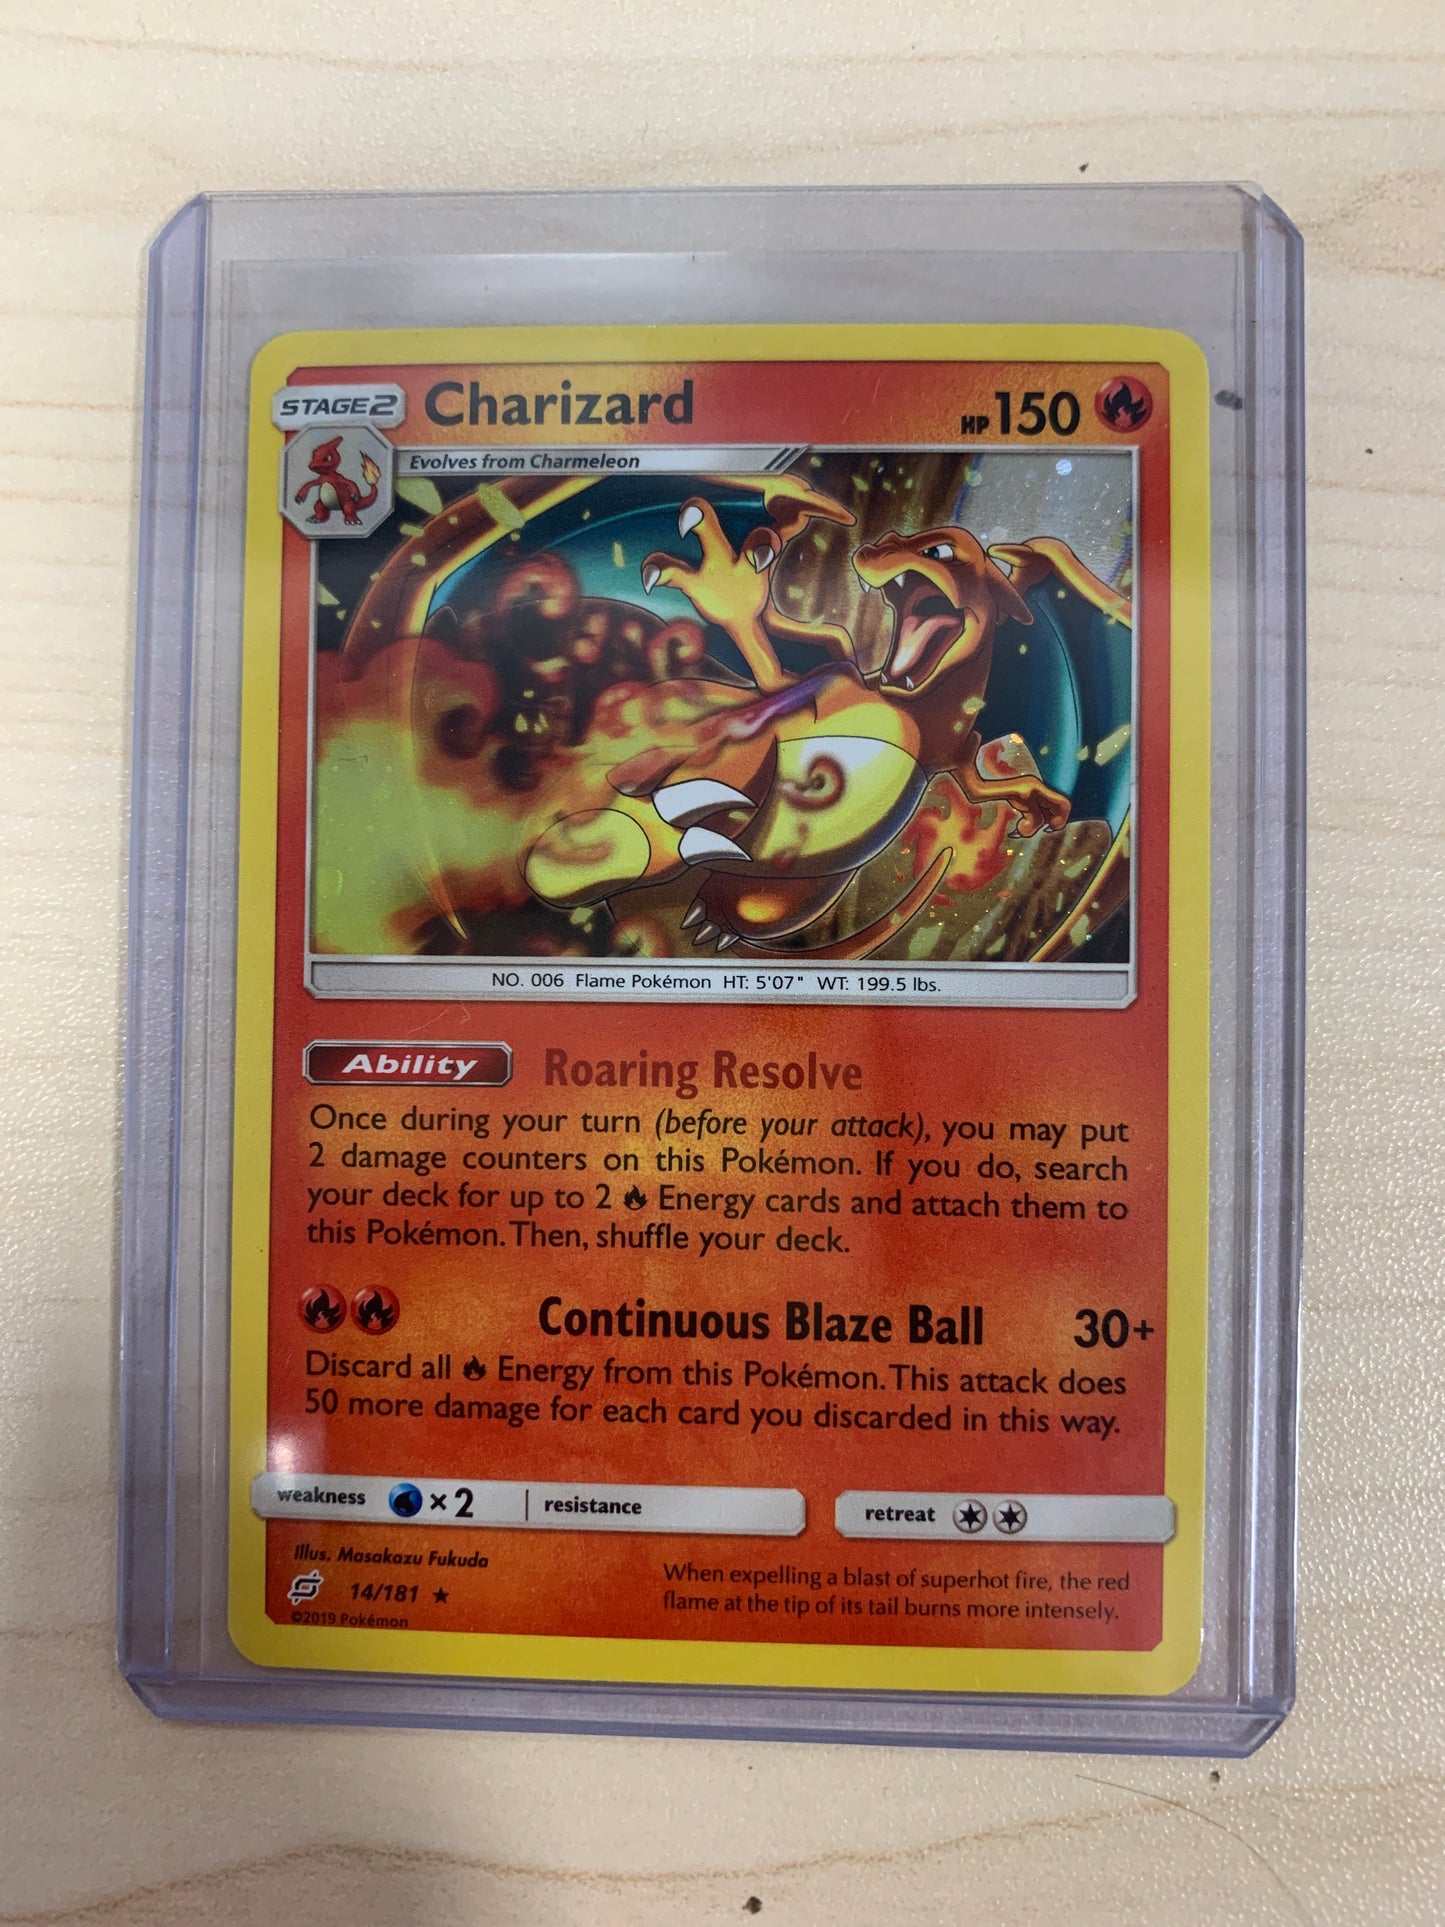 STAGE2 Charizard HP 150
Evolves from Charmeleon
NO. 006 Flame Pokémon HT: 5'07" WT: 199.5 lbs.
Ability Roaring Resolve
Once during your turn (before your attack), you may put
2 damage counters on this Pokémon. If you do, search
your deck for up to 2 Energy cards and attach them to
this Pokémon. Then, shuffle your deck.
Continuous Blaze Ball 30+
Discard all Energy from this Pokémon. This attack does
50 more damage for each card you discarded in this way.
weakness ×2 resistance retreat
Illus. Masakazu Fukuda
14/181 ★
©2019 Pokémon
When expelling a blast of superhot fire, the red
flame at the tip of its tail burns more intensely.